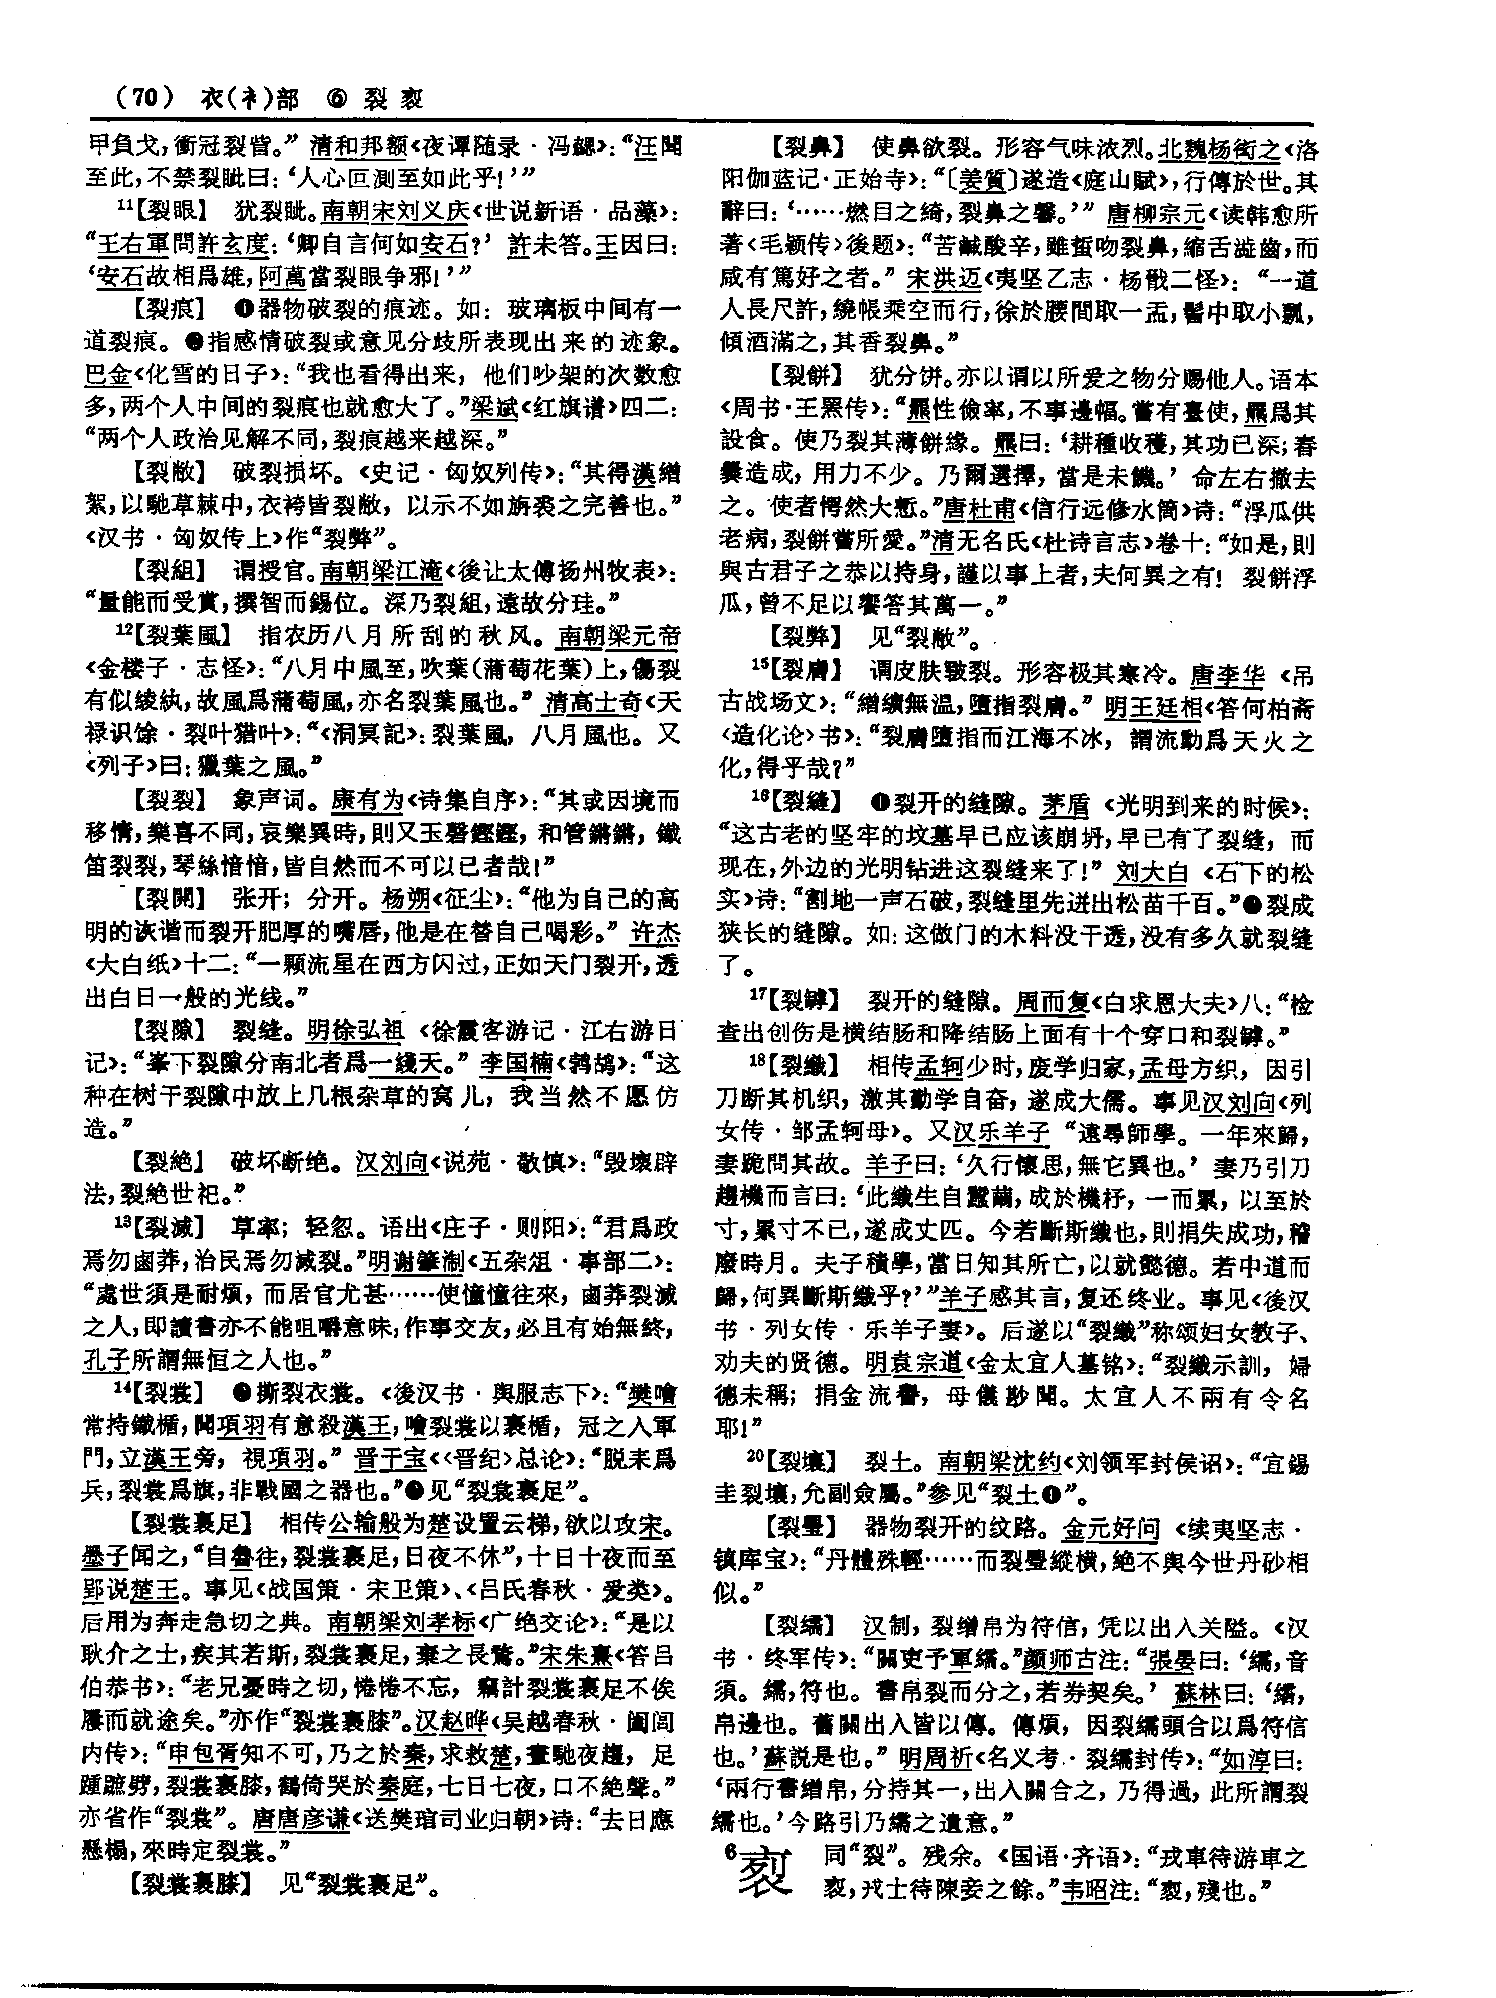 (70) 衣(衤)部 ⑥ 裂 裚
甲負戈，衝冠裂眥。” 清和邦额《夜谭随录·冯勰》：“汪聞
至此，不禁裂眦曰：‘人心叵测至如此乎！’”
11【裂眼】 犹裂眦。南朝宋刘义庆《世说新语·品藻》：
“王右軍問許玄度：‘卿自言何如安石？’ 許未答。王因曰：
‘安石故相爲雄，阿萬當裂眼争邪！’”
【裂痕】 ❶器物破裂的痕迹。如：玻璃板中间有一
道裂痕。❷指感情破裂或意见分歧所表现出来的迹象。
巴金《化雪的日子》：“我也看得出来，他们吵架的次数愈
多，两个人中间的裂痕也就愈大了。”梁斌《红旗谱》四二：
“两个人政治见解不同，裂痕越来越深。”
【裂敝】 破裂损坏。《史记·匈奴列传》：“其得漢繒
絮，以馳草棘中，衣袴皆裂敝，以示不如旃裘之完善也。”
《汉书·匈奴传上》作“裂弊”。
【裂組】 谓授官。南朝梁江淹《後让太傅扬州牧表》：
“量能而受賞，撰智而錫位。深乃裂組，遠故分珪。”
12【裂葉風】 指农历八月所刮的秋风。南朝梁元帝
《金楼子·志怪》：“八月中風至，吹葉（蒲萄花葉）上，傷裂
有似綾紈，故風爲蒲萄風，亦名裂葉風也。” 清高士奇《天
禄识馀·裂叶猎叶》：“《洞冥記》：裂葉風，八月風也。又
《列子》曰：獵葉之風。”
【裂裂】 象声词。康有为《诗集自序》：“其或因境而
移情，樂喜不同，哀樂異時，則又玉磬鏗鏗，和管鏘鏘，鐵
笛裂裂，琴絲愔愔，皆自然而不可以已者哉！”
【裂開】 张开；分开。杨朔《征尘》：“他为自己的高
明的诙谐而裂开肥厚的嘴唇，他是在替自己喝彩。” 许杰
《大白纸》十二：“一颗流星在西方闪过，正如天门裂开，透
出白日一般的光线。”
【裂隙】 裂缝。明徐弘祖《徐霞客游记·江右游日
记》：“峯下裂隙分南北者爲一綫天。” 李国楠《鹁鸪》：“这
种在树干裂隙中放上几根杂草的窝儿，我当然不愿仿
造。”
【裂絶】 破坏断绝。汉刘向《说苑·敬慎》：“毁壞辟
法，裂絶世祀。”
13【裂滅】 草率；轻忽。语出《庄子·则阳》：“君爲政
焉勿鹵莽，治民焉勿滅裂。”明谢肇淛《五杂俎·事部二》：
“處世須是耐煩，而居官尤甚……使憧憧往來，鹵莽裂滅
之人，即讀書亦不能咀嚼意味，作事交友，必且有始無終，
孔子所謂無恒之人也。”
14【裂裳】 ❶撕裂衣裳。《後汉书·舆服志下》：“樊噲
常持鐵楯，聞項羽有意殺漢王，噲裂裳以裹楯，冠之入軍
門，立漢王旁，視項羽。” 晋干宝《〈晋纪〉总论》：“脱耒爲
兵，裂裳爲旗，非戰國之器也。”❷见“裂裳裹足”。
【裂裳裹足】 相传公输般为楚设置云梯，欲以攻宋。
墨子闻之，“自魯往，裂裳裹足，日夜不休”，十日十夜而至
郢说楚王。事见《战国策·宋卫策》、《吕氏春秋·爱类》。
后用为奔走急切之典。南朝梁刘孝标《广绝交论》：“是以
耿介之士，疾其若斯，裂裳裹足，棄之長騖。”宋朱熹《答吕
伯恭书》：“老兄憂時之切，惓惓不忘，竊計裂裳裹足不俟
屨而就途矣。”亦作“裂裳裹膝”。汉赵晔《吴越春秋·阖闾
内传》：“申包胥知不可，乃之於秦，求救楚，晝馳夜趨，足
踵蹠劈，裂裳裹膝，鶴倚哭於秦庭，七日七夜，口不絶聲。”
亦省作“裂裳”。唐唐彦谦《送樊琯司业归朝》诗：“去日應
懸榻，來時定裂裳。”
【裂裳裹膝】 见“裂裳裹足”。
【裂鼻】 使鼻欲裂。形容气味浓烈。北魏杨衒之《洛
阳伽蓝记·正始寺》：“〔姜質〕遂造《庭山賦》，行傳於世。其
辭曰：‘……燃目之綺，裂鼻之馨。’” 唐柳宗元《读韩愈所
著〈毛颖传〉後题》：“苦鹹酸辛，雖蜇吻裂鼻，縮舌澁齒，而
咸有篤好之者。” 宋洪迈《夷坚乙志·杨戬二怪》：“一道
人長尺許，繞帳乘空而行，徐於腰間取一盂，髻中取小瓢，
傾酒滿之，其香裂鼻。”
【裂餅】 犹分饼。亦以谓以所爱之物分赐他人。语本
《周书·王罴传》：“羆性儉率，不事邊幅。嘗有臺使，羆爲其
設食。使乃裂其薄餅緣。羆曰：‘耕種收穫，其功已深；舂
爨造成，用力不少。乃爾選擇，當是未饑。’ 命左右撤去
之。使者愕然大慙。”唐杜甫《信行远修水筒》诗：“浮瓜供
老病，裂餅嘗所愛。”清无名氏《杜诗言志》卷十：“如是，則
與古君子之恭以持身，謹以事上者，夫何異之有！ 裂餅浮
瓜，曾不足以饗答其萬一。”
【裂弊】 见“裂敝”。
15【裂膚】 谓皮肤皸裂。形容极其寒冷。唐李华《吊
古战场文》：“繒纊無温，墮指裂膚。” 明王廷相《答何柏斋
〈造化论〉书》：“裂膚墮指而江海不冰，謂流動爲天火之
化，得乎哉？”
16【裂縫】 ❶裂开的缝隙。茅盾《光明到来的时候》：
“这古老的坚牢的坟墓早已应该崩坍，早已有了裂缝，而
现在，外边的光明钻进这裂缝来了！” 刘大白《石下的松
实》诗：“割地一声石破，裂缝里先迸出松苗千百。”❷裂成
狭长的缝隙。如：这做门的木料没干透，没有多久就裂缝
了。
17【裂罅】 裂开的缝隙。周而复《白求恩大夫》八：“检
查出创伤是横结肠和降结肠上面有十个穿口和裂罅。”
18【裂織】 相传孟轲少时，废学归家，孟母方织，因引
刀断其机织，激其勤学自奋，遂成大儒。事见汉刘向《列
女传·邹孟轲母》。又汉乐羊子“遠尋師學。一年來歸，
妻跪問其故。羊子曰：‘久行懷思，無它異也。’ 妻乃引刀
趨機而言曰：‘此織生自蠶繭，成於機杼，一而累，以至於
寸，累寸不已，遂成丈匹。今若斷斯織也，則捐失成功，稽
廢時月。夫子積學，當日知其所亡，以就懿德。若中道而
歸，何異斷斯織乎？’”羊子感其言，复还终业。事见《後汉
书·列女传·乐羊子妻》。后遂以“裂織”称颂妇女教子、
劝夫的贤德。明袁宗道《金太宜人墓铭》：“裂織示訓，婦
德未稱；捐金流譽，母儀尠聞。太宜人不兩有令名
耶！”
20【裂壤】 裂土。南朝梁沈约《刘领军封侯诏》：“宜錫
圭裂壤，允副僉屬。”参见“裂土❶”。
【裂璺】 器物裂开的纹路。金元好问《续夷坚志·
镇库宝》：“丹體殊輕……而裂璺縱横，絶不與今世丹砂相
似。”
【裂繻】 汉制，裂缯帛为符信，凭以出入关隘。《汉
书·终军传》：“關吏予軍繻。”颜师古注：“張晏曰：‘繻，音
須。繻，符也。書帛裂而分之，若券契矣。’ 蘇林曰：‘繻，
帛邊也。舊關出入皆以傳。傳煩，因裂繻頭合以爲符信
也。’蘇説是也。” 明周祈《名义考·裂繻封传》：“如淳曰：
‘兩行書繒帛，分持其一，出入關合之，乃得過，此所謂裂
繻也。’今路引乃繻之遺意。”
6 裚 同“裂”。残余。《国语·齐语》：“戎車待游車之
裚，戎士待陳妾之餘。”韦昭注：“裚，殘也。”